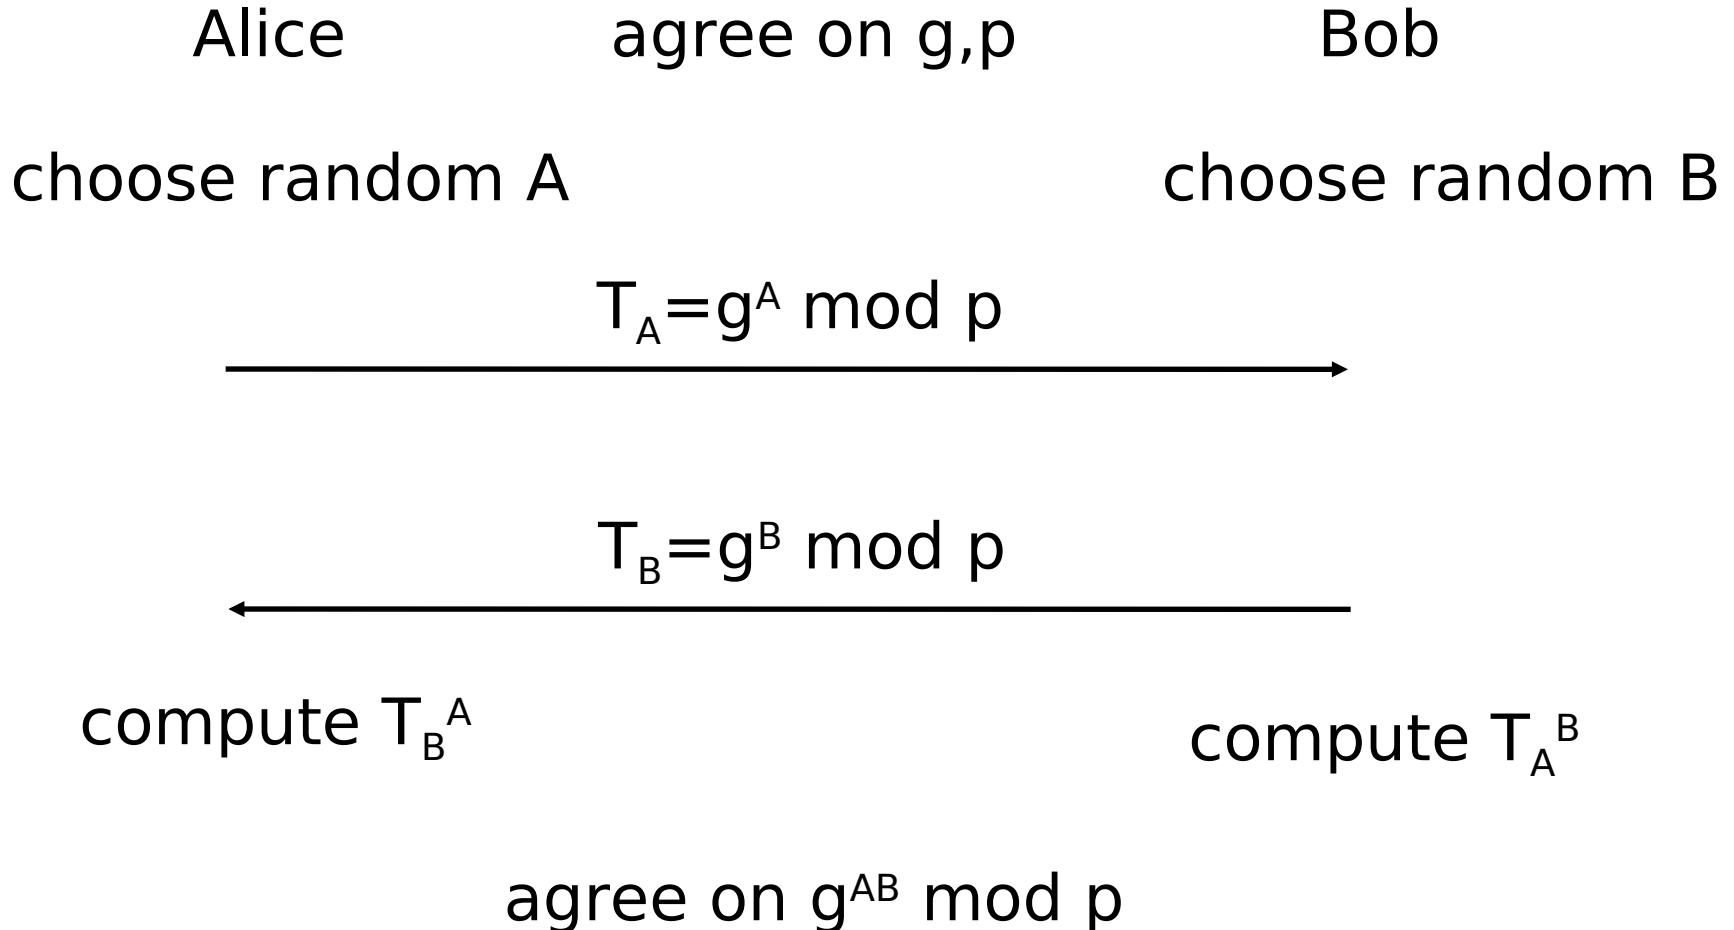 Alice agree on g,p Bob
choose random A choose random B
T_A=g^A mod p
T_B=g^B mod p
compute T_B^A compute T_A^B
agree on g^AB mod p